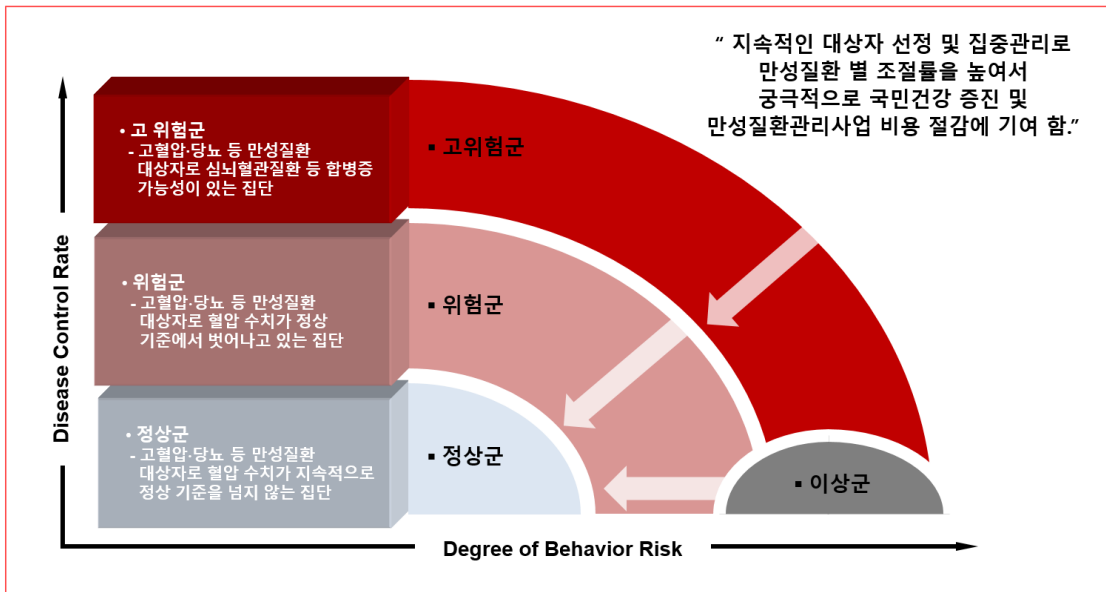 “ 지속적인 대상자 선정 및 집중관리로
만성질환 별 조절률을 높여서
궁극적으로 국민건강 증진 및
만성질환관리사업 비용 절감에 기여 함.”
• 고 위험군
- 고혈압·당뇨 등 만성질환
대상자로 심뇌혈관질환 등 합병증
가능성이 있는 집단
▪ 고위험군
• 위험군
- 고혈압·당뇨 등 만성질환
대상자로 혈압 수치가 정상
기준에서 벗어나고 있는 집단
▪ 위험군
• 정상군
- 고혈압·당뇨 등 만성질환
대상자로 혈압 수치가 지속적으로
정상 기준을 넘지 않는 집단
▪ 정상군
▪ 이상군
Disease Control Rate
Degree of Behavior Risk